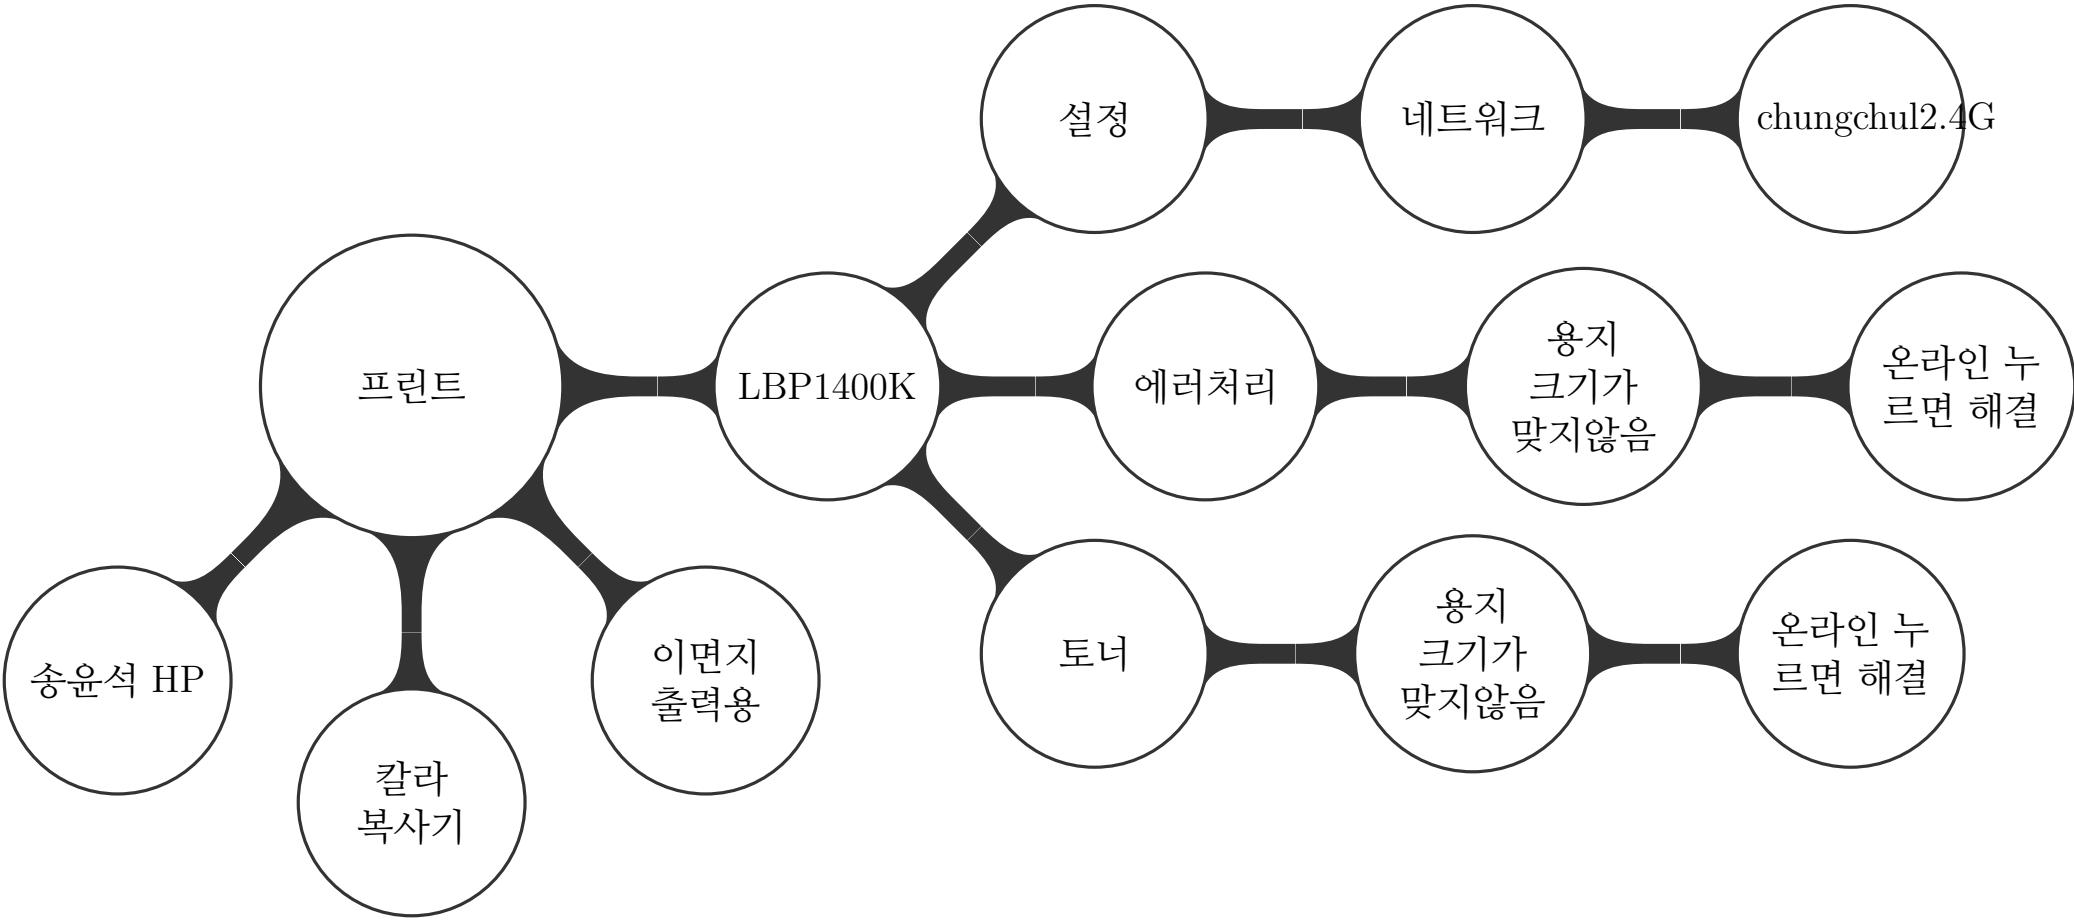 설정
네트워크
chungchul2.4G
프린트
LBP1400K
에러처리
용지
크기가
맞지않음
온라인 누
르면 해결
토너
용지
크기가
맞지않음
온라인 누
르면 해결
송윤석 HP
칼라
복사기
이면지
출력용